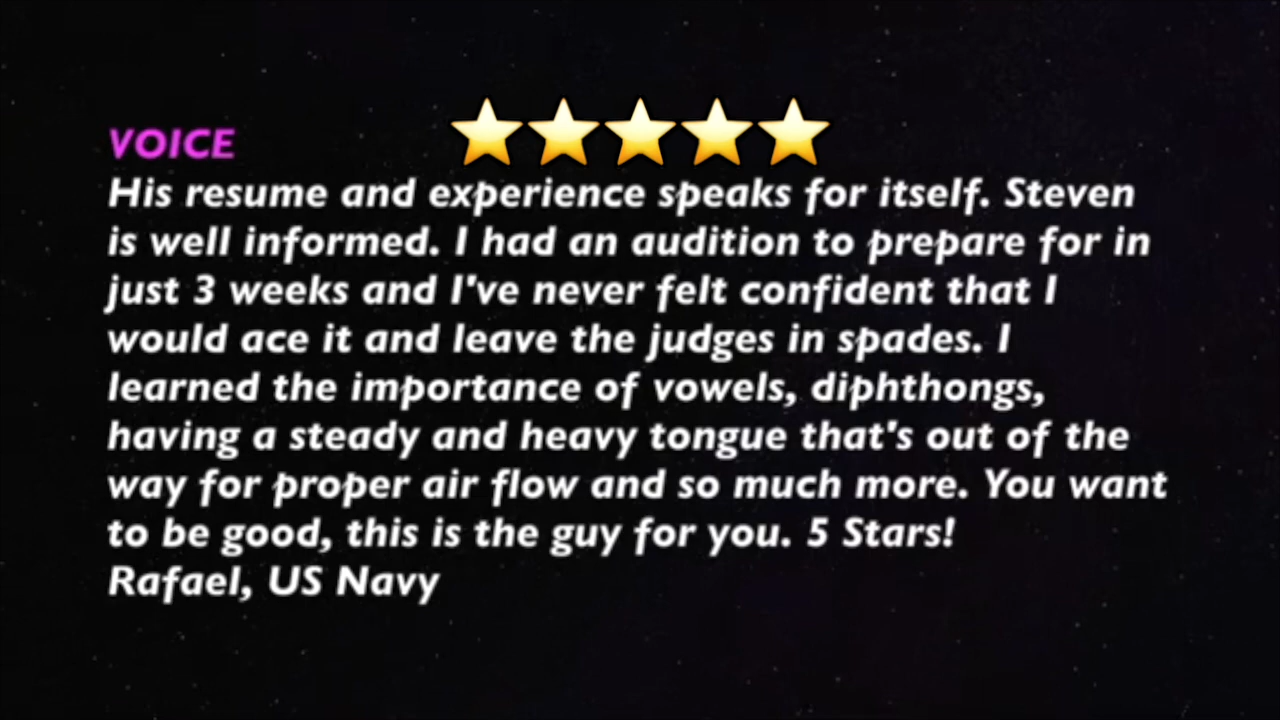 VOICE
His resume and experience speaks for itself. Steven
is well informed. I had an audition to prepare for in
just 3 weeks and I've never felt confident that I
would ace it and leave the judges in spades. I
learned the importance of vowels, diphthongs,
having a steady and heavy tongue that's out of the
way for proper air flow and so much more. You want
to be good, this is the guy for you. 5 Stars!
Rafael, US Navy